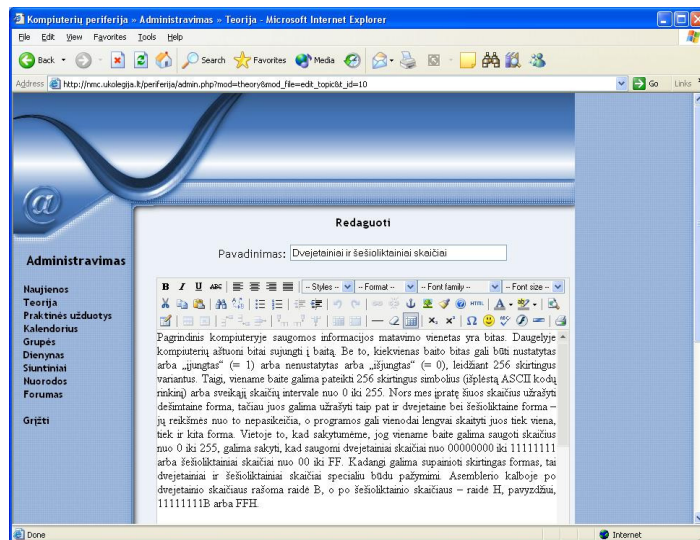 Kompiuterių periferija » Administravimas » Teorija - Microsoft Internet Explorer
File Edit View Favorites Tools Help
Back Search Favorites Media
Address http://nmc.ukolegija.lt/periferija/admin.php?mod=theory&mod_file=edit_topic&t_id=10 Go Links
@
Redaguoti
Pavadinimas: Dvejetainiai ir šešioliktainiai skaičiai
Administravimas
Naujienos
Teorija
Praktinės užduotys
Kalendorius
Grupės
Dienynas
Siuntiniai
Nuorodos
Forumas
Grįžti
B I U ABC -- Styles -- -- Format -- -- Font family -- -- Font size --
HTML A ab
Pagrindinis kompiuteryje saugomos informacijos matavimo vienetas yra bitas. Daugelyje
kompiuterių aštuoni bitai sujungti į baitą. Be to, kiekvienas baito bitas gali būti nustatytas
arba „įjungtas“ (= 1) arba nenustatytas arba „išjungtas“ (= 0), leidžiant 256 skirtingus
variantus. Taigi, viename baite galima pateikti 256 skirtingus simbolius (išplėstą ASCII kodų
rinkinį) arba sveikąjį skaičių intervale nuo 0 iki 255. Nors mes įpratę šiuos skaičius užrašyti
dešimtaine forma, tačiau juos galima užrašyti taip pat ir dvejetaine bei šešioliktaine forma –
jų reikšmės nuo to nepasikeičia, o programos gali vienodai lengvai skaityti juos tiek viena,
tiek ir kita forma. Vietoje to, kad sakytumėme, jog viename baite galima saugoti skaičius
nuo 0 iki 255, galima sakyti, kad saugomi dvejetainiai skaičiai nuo 00000000 iki 11111111
arba šešioliktainiai skaičiai nuo 00 iki FF. Kadangi galima supainioti skirtingas formas, tai
dvejetainiai ir šešioliktainiai skaičiai specialiu būdu pažymimi. Asemblerio kalboje po
dvejetainio skaičiaus rašoma raidė B, o po šešioliktainio skaičiaus – raidė H, pavyzdžiui,
11111111B arba FFH.
Done Internet